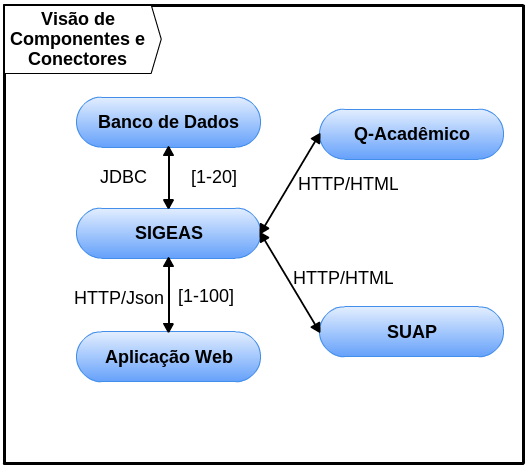 Visão de
Componentes e
Conectores
Banco de Dados
Q-Acadêmico
JDBC
[1-20]
HTTP/HTML
SIGEAS
HTTP/HTML
HTTP/Json
[1-100]
SUAP
Aplicação Web